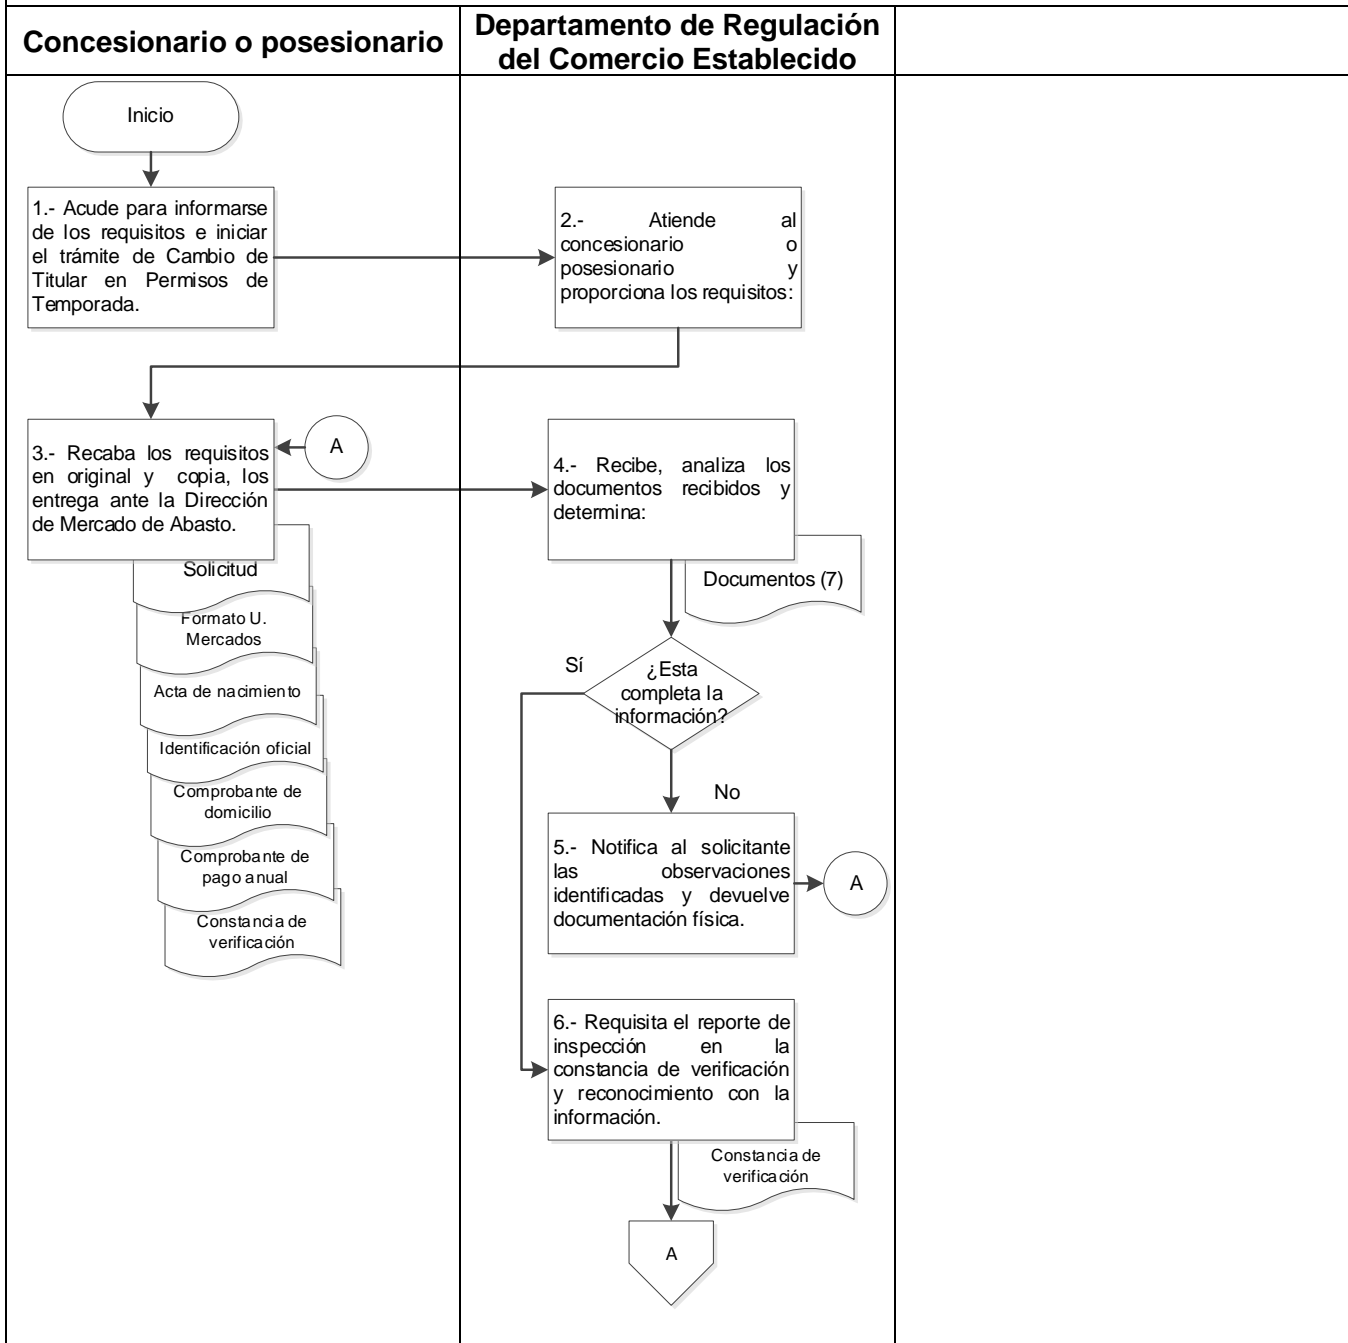 Concesionario o posesionario
Departamento de Regulación
del Comercio Establecido
Inicio
1.- Acude para informarse
de los requisitos e iniciar
el trámite de Cambio de
Titular en Permisos de
Temporada.
2.- Atiende al
concesionario o
posesionario y
proporciona los requisitos:
3.- Recaba los requisitos
en original y copia, los
entrega ante la Dirección
de Mercado de Abasto.
A
Solicitud
Formato U.
Mercados
Acta de nacimiento
Identificación oficial
Comprobante de
domicilio
Comprobante de
pago anual
Constancia de
verificación
4.- Recibe, analiza los
documentos recibidos y
determina:
Documentos (7)
Sí
¿Esta
completa la
información?
No
5.- Notifica al solicitante
las observaciones
identificadas y devuelve
documentación física.
A
6.- Requisita el reporte de
inspección en la
constancia de verificación
y reconocimiento con la
información.
Constancia de
verificación
A